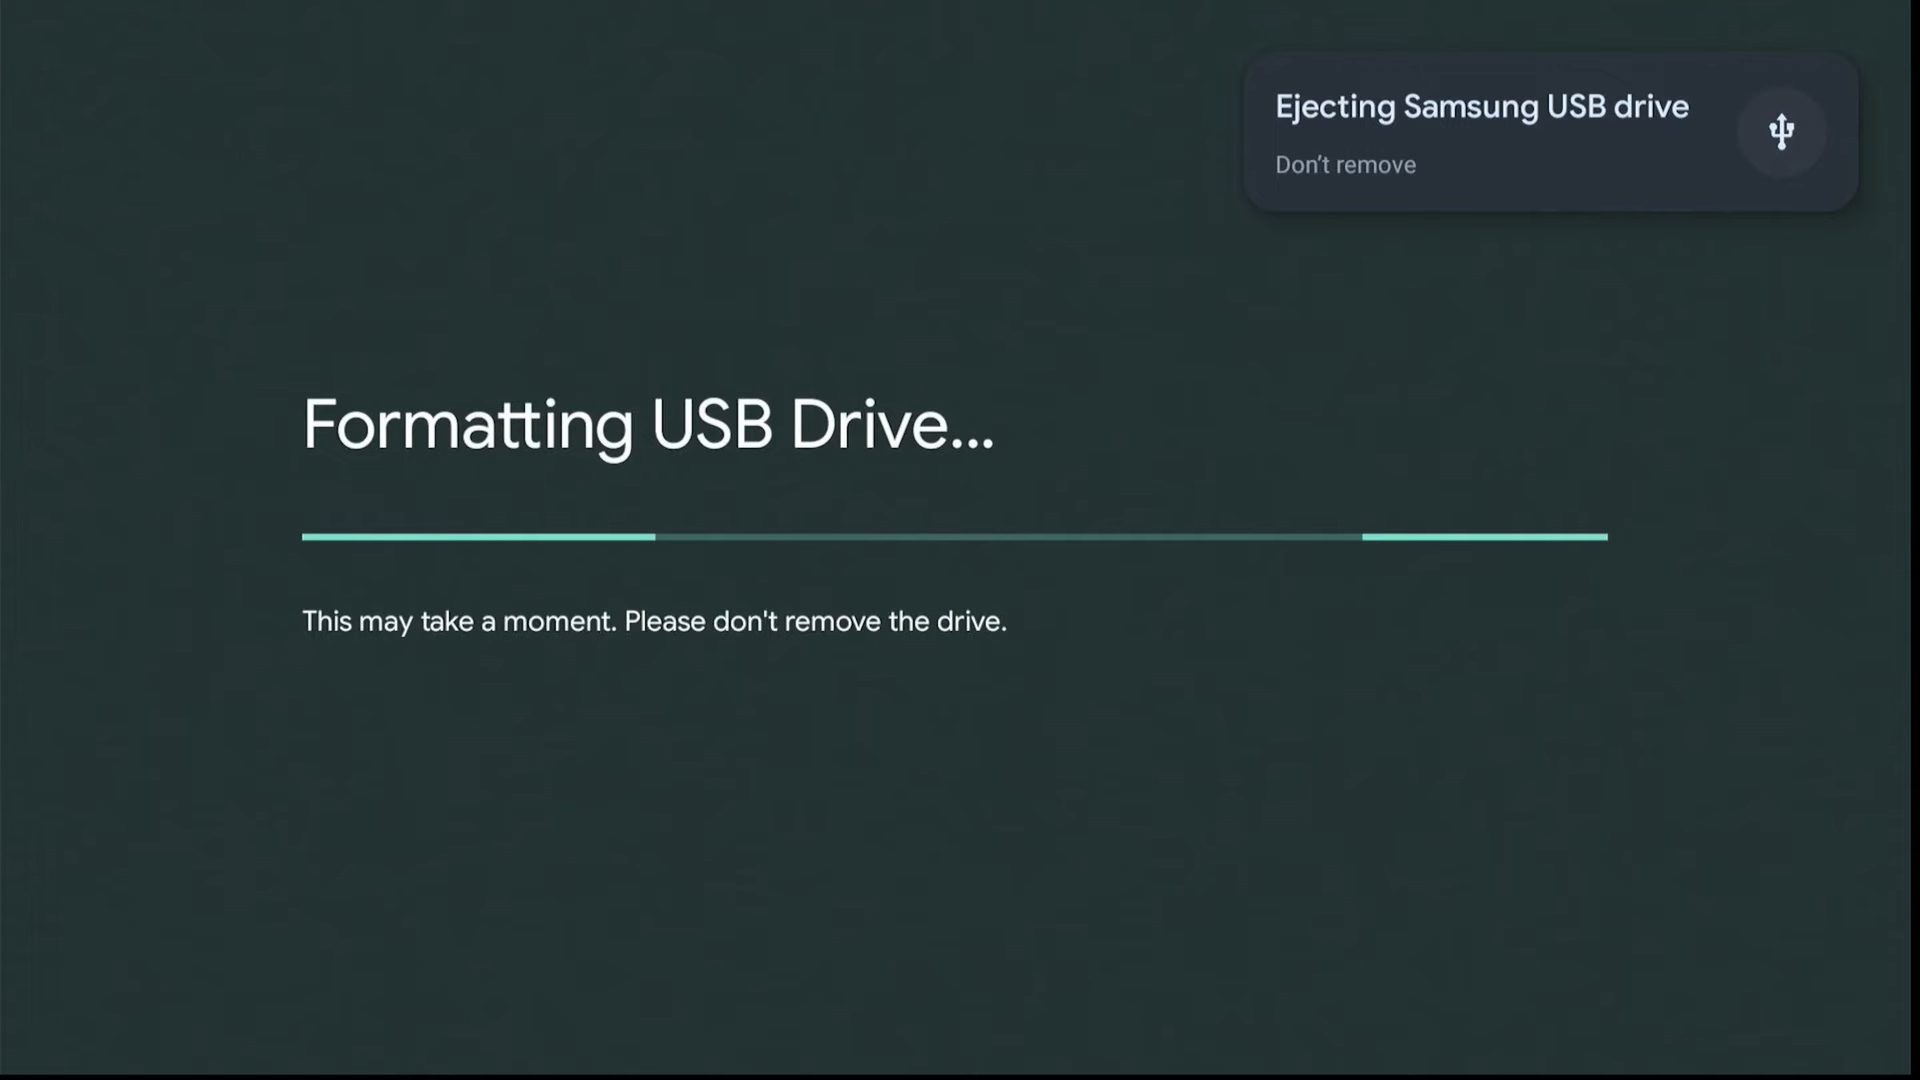 Ejecting Samsung USB drive
Don’t remove
Formatting USB Drive...
This may take a moment. Please don't remove the drive.